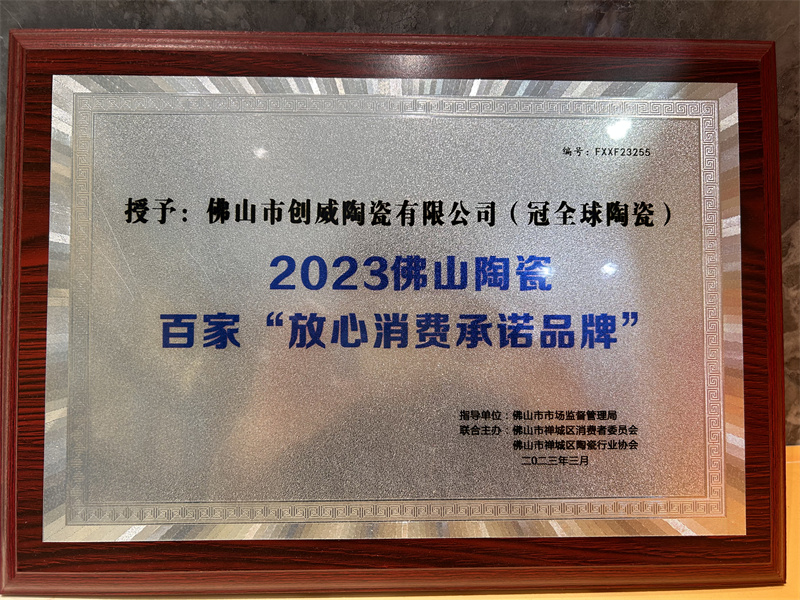 编号：FXXF23255
授予：佛山市创威陶瓷有限公司（冠全球陶瓷）
2023佛山陶瓷
百家“放心消费承诺品牌”
指导单位：佛山市市场监督管理局
联合主办：佛山市禅城区消费者委员会
佛山市禅城区陶瓷行业协会
二〇二三年三月